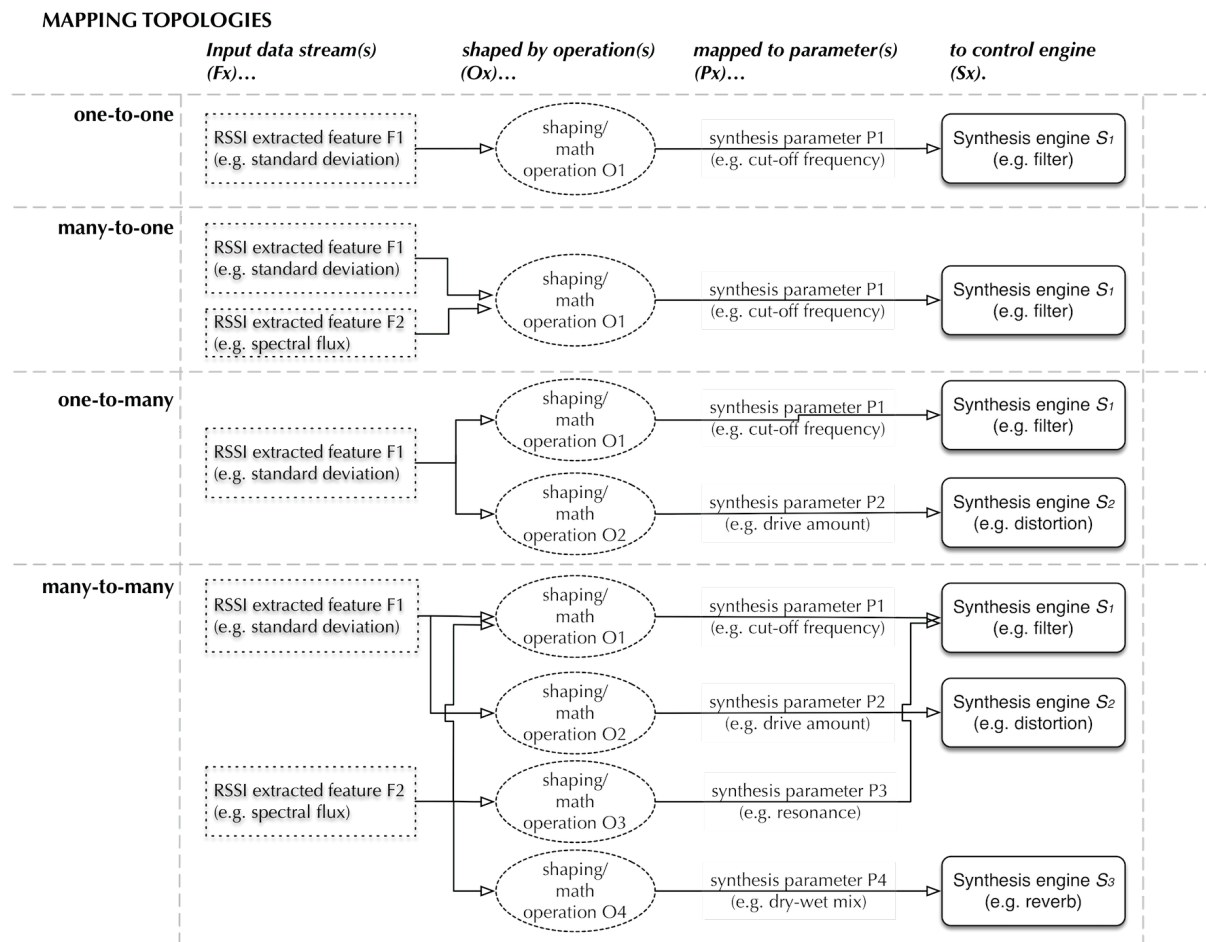 MAPPING TOPOLOGIES
Input data stream(s)
(Fx)...
shaped by operation(s)
(Ox)...
mapped to parameter(s)
(Px)...
to control engine
(Sx).
one-to-one
RSSI extracted feature F1
(e.g. standard deviation)
shaping/
math
operation O1
synthesis parameter P1
(e.g. cut-off frequency)
Synthesis engine S1
(e.g. filter)
many-to-one
RSSI extracted feature F1
(e.g. standard deviation)
RSSI extracted feature F2
(e.g. spectral flux)
shaping/
math
operation O1
synthesis parameter P1
(e.g. cut-off frequency)
Synthesis engine S1
(e.g. filter)
one-to-many
RSSI extracted feature F1
(e.g. standard deviation)
shaping/
math
operation O1
synthesis parameter P1
(e.g. cut-off frequency)
Synthesis engine S1
(e.g. filter)
shaping/
math
operation O2
synthesis parameter P2
(e.g. drive amount)
Synthesis engine S2
(e.g. distortion)
many-to-many
RSSI extracted feature F1
(e.g. standard deviation)
shaping/
math
operation O1
synthesis parameter P1
(e.g. cut-off frequency)
Synthesis engine S1
(e.g. filter)
shaping/
math
operation O2
synthesis parameter P2
(e.g. drive amount)
Synthesis engine S2
(e.g. distortion)
RSSI extracted feature F2
(e.g. spectral flux)
shaping/
math
operation O3
synthesis parameter P3
(e.g. resonance)
shaping/
math
operation O4
synthesis parameter P4
(e.g. dry-wet mix)
Synthesis engine S3
(e.g. reverb)